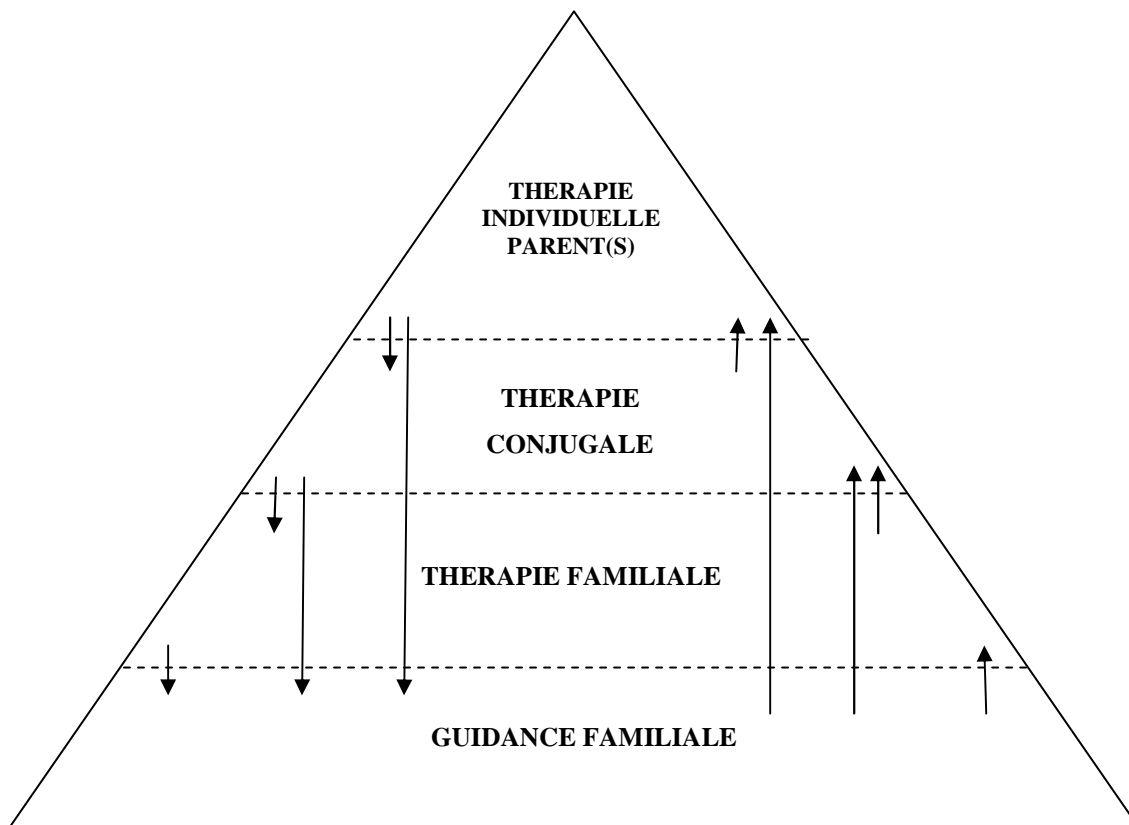 THERAPIE
INDIVIDUELLE
PARENT(S)
THERAPIE
CONJUGALE
THERAPIE FAMILIALE
GUIDANCE FAMILIALE